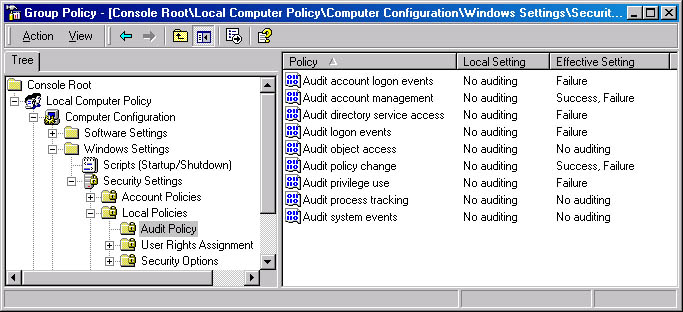 Group Policy - [Console Root\Local Computer Policy\Computer Configuration\Windows Settings\Securit...
Action View
Tree
Console Root
Local Computer Policy
Computer Configuration
Software Settings
Windows Settings
Scripts (Startup/Shutdown)
Security Settings
Account Policies
Local Policies
Audit Policy
User Rights Assignment
Security Options
Policy Local Setting Effective Setting
Audit account logon events No auditing Failure
Audit account management No auditing Success, Failure
Audit directory service access No auditing Failure
Audit logon events No auditing Failure
Audit object access No auditing No auditing
Audit policy change No auditing Success, Failure
Audit privilege use No auditing Failure
Audit process tracking No auditing No auditing
Audit system events No auditing No auditing